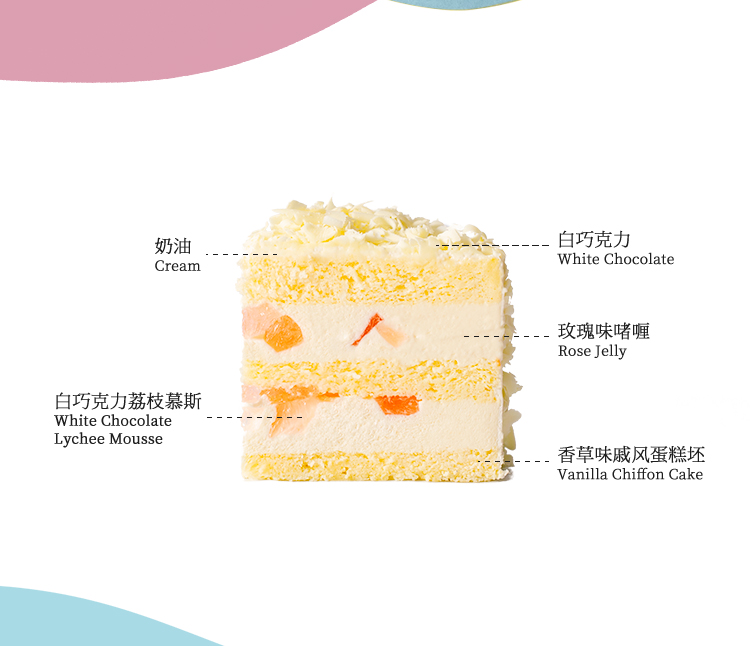 奶油
Cream
白巧克力
White Chocolate
玫瑰味啫喱
Rose Jelly
白巧克力荔枝慕斯
White Chocolate
Lychee Mousse
香草味戚风蛋糕坯
Vanilla Chiffon Cake